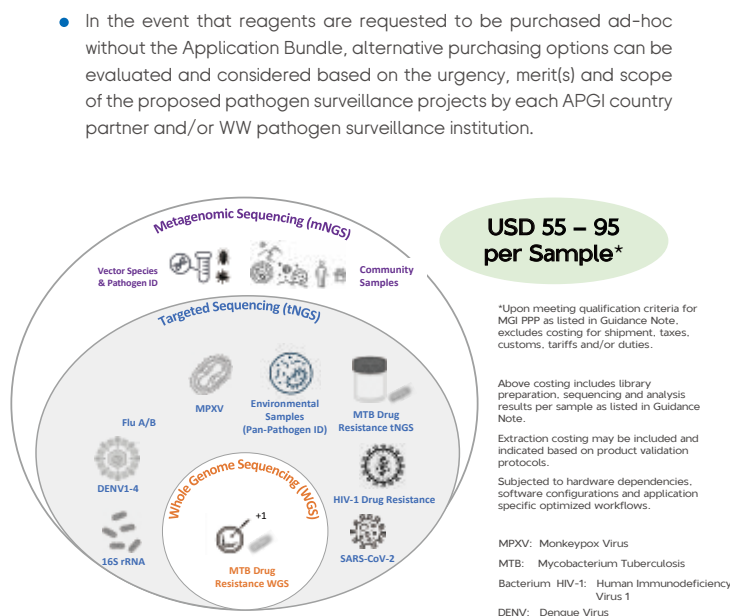 In the event that reagents are requested to be purchased ad-hoc
without the Application Bundle, alternative purchasing options can be
evaluated and considered based on the urgency, merit(s) and scope
of the proposed pathogen surveillance projects by each APGI country
partner and/or WW pathogen surveillance institution.
Metagenomic Sequencing (mNGS)
Vector Species
& Pathogen ID
Community
Samples
Targeted Sequencing (tNGS)
MPXV
Environmental
Samples
(Pan-Pathogen ID)
MTB Drug
Resistance tNGS
Flu A/B
DENV1-4
HIV-1 Drug Resistance
16S rRNA
SARS-CoV-2
Whole Genome Sequencing (WGS)
+1
MTB Drug
Resistance WGS
USD 55 – 95
per Sample*
*Upon meeting qualification criteria for
MGI PPP as listed in Guidance Note,
excludes costing for shipment, taxes,
customs, tariffs and/or duties.
Above costing includes library
preparation, sequencing and analysis
results per sample as listed in Guidance
Note.
Extraction costing may be included and
indicated based on product validation
protocols.
Subjected to hardware dependencies,
software configurations and application
specific optimized workflows.
MPXV: Monkeypox Virus
MTB: Mycobacterium Tuberculosis
Bacterium HIV-1: Human Immunodeficiency
Virus 1
DENV: Dengue Virus